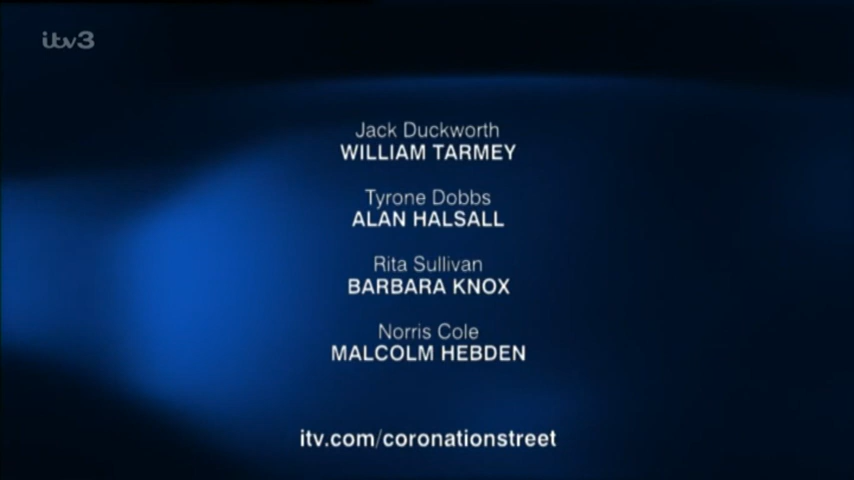 itv3
Jack Duckworth
WILLIAM TARMEY
Tyrone Dobbs
ALAN HALSALL
Rita Sullivan
BARBARA KNOX
Norris Cole
MALCOLM HEBDEN
itv.com/coronationstreet